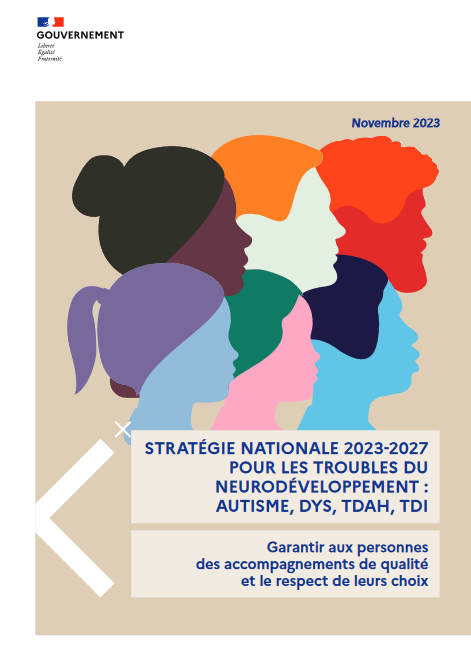 GOUVERNEMENT
Liberté
Égalité
Fraternité
Novembre 2023
STRATÉGIE NATIONALE 2023-2027
POUR LES TROUBLES DU
NEURODÉVELOPPEMENT :
AUTISME, DYS, TDAH, TDI
Garantir aux personnes
des accompagnements de qualité
et le respect de leurs choix